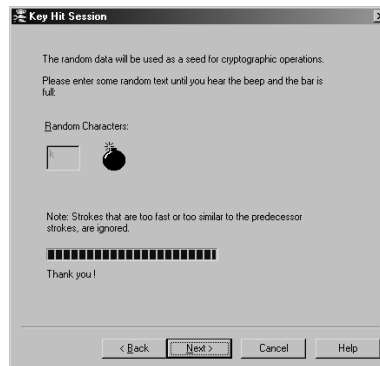 Key Hit Session
The random data will be used as a seed for cryptographic operations.
Please enter some random text until you hear the beep and the bar is
full:
Random Characters:
k
Note: Strokes that are too fast or too similar to the predecessor
strokes, are ignored.
Thank you !
< Back Next > Cancel Help